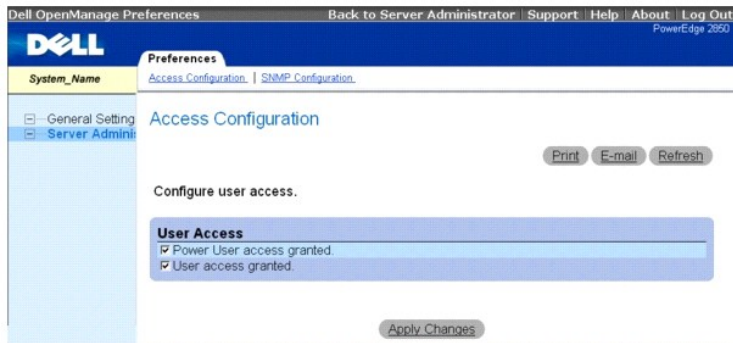 Dell OpenManage Preferences Back to Server Administrator Support Help About Log Out
PowerEdge 2850
DELL
Preferences
System_Name Access Configuration | SNMP Configuration
General Setting
Server Adminis
Access Configuration
Print E-mail Refresh
Configure user access.
User Access
Power User access granted.
User access granted.
Apply Changes